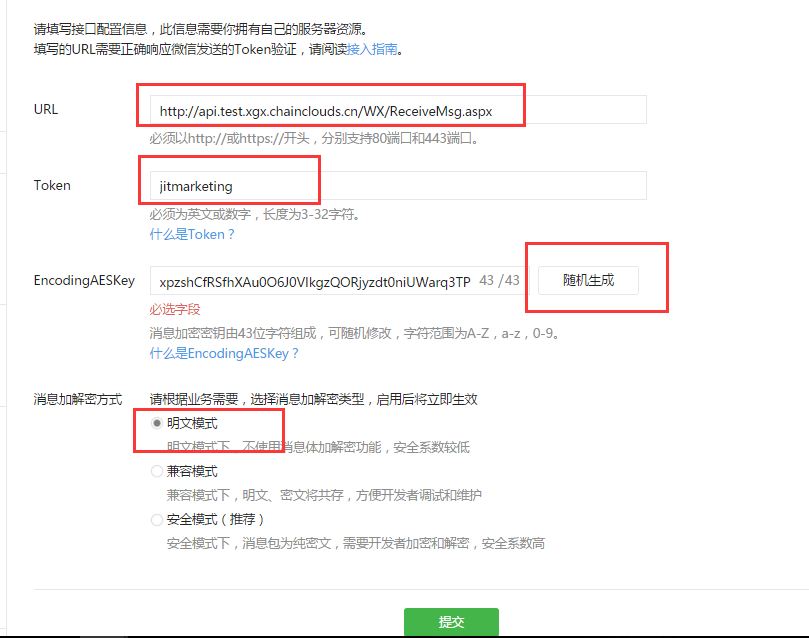 请填写接口配置信息，此信息需要你拥有自己的服务器资源。
填写的URL需要正确响应微信发送的Token验证，请阅读接入指南。
URL
http://api.test.xgx.chainclouds.cn/WX/ReceiveMsg.aspx
必须以http://或https://开头，分别支持80端口和443端口。
Token
jitmarketing
必须为英文或数字，长度为3-32字符。
什么是Token？
EncodingAESKey
xpzshCfRSfhXAu0O6J0VIkgzQORjyzdt0niUWarq3TP 43 /43 随机生成
必选字段
消息加密密钥由43位字符组成，可随机修改，字符范围为A-Z，a-z，0-9。
什么是EncodingAESKey？
消息加解密方式 请根据业务需要，选择消息加解密类型，启用后将立即生效
明文模式
明文模式下，不使用消息体加解密功能，安全系数较低
兼容模式
兼容模式下，明文、密文将共存，方便开发者调试和维护
安全模式（推荐）
安全模式下，消息包为纯密文，需要开发者加密和解密，安全系数高
提交